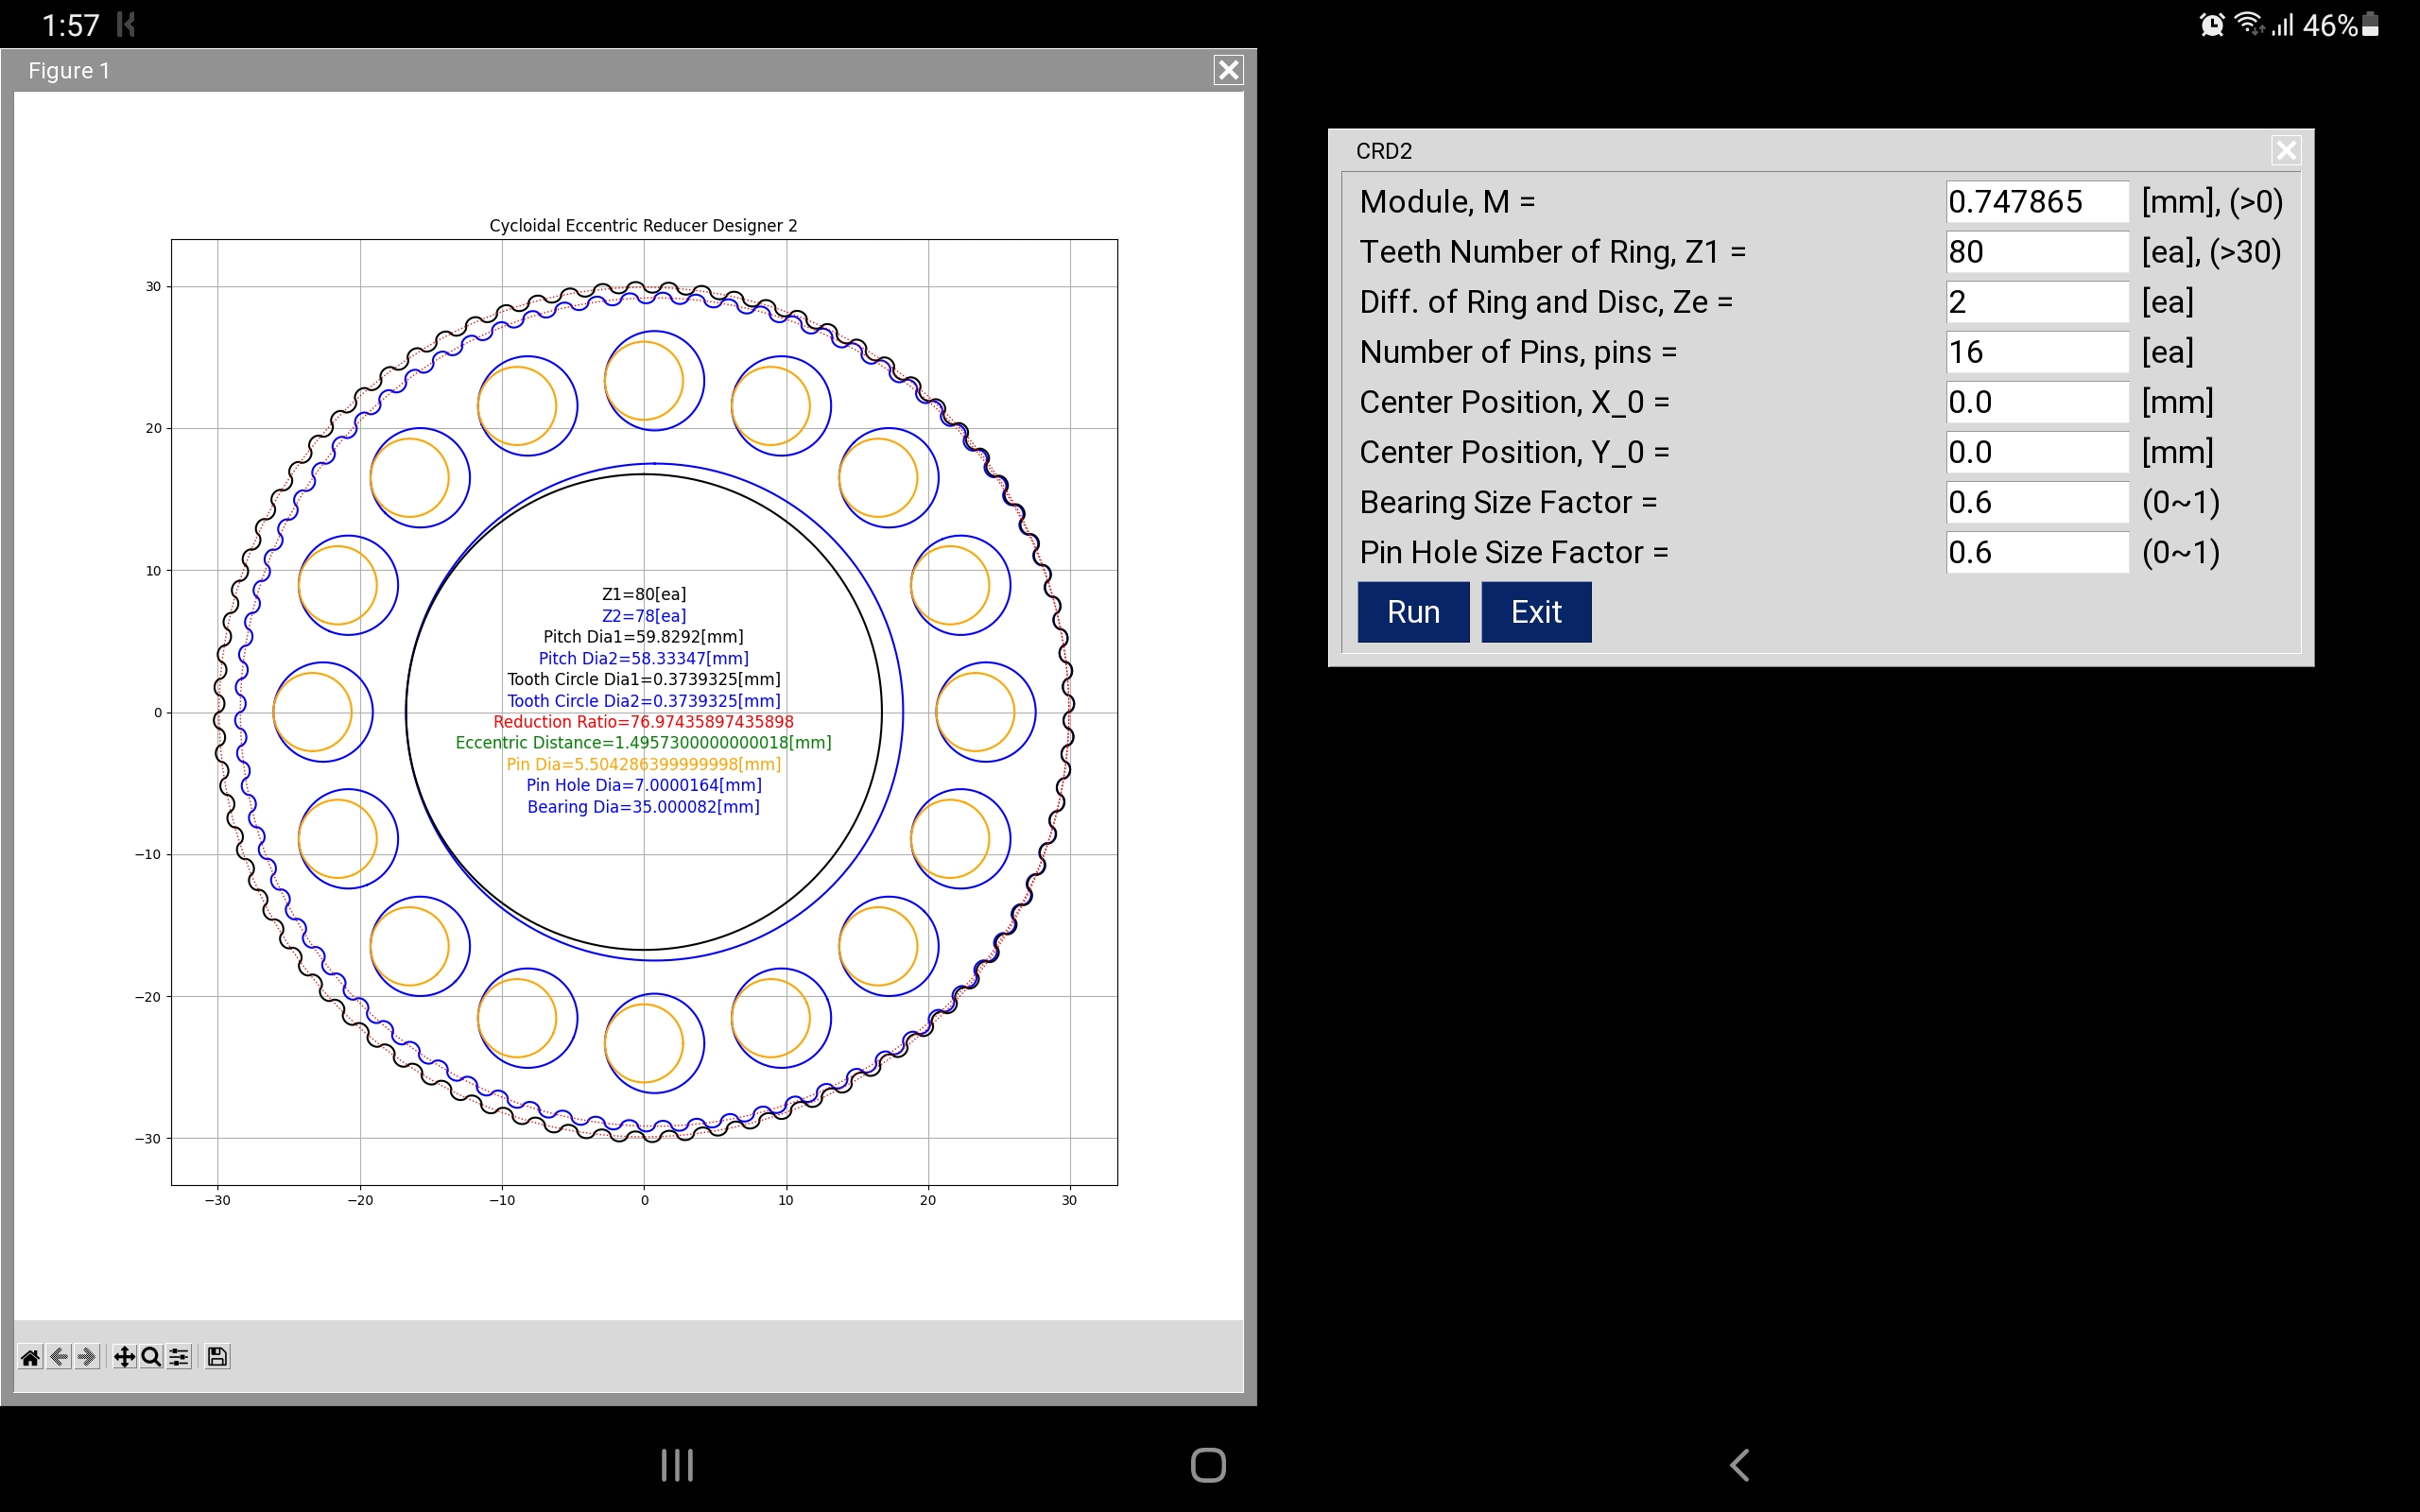 1:57
46%
Figure 1
Cycloidal Eccentric Reducer Designer 2
30
20
10
0
−10
−20
−30
Z1=80[ea]
Z2=78[ea]
Pitch Dia1=59.8292[mm]
Pitch Dia2=58.33347[mm]
Tooth Circle Dia1=0.3739325[mm]
Tooth Circle Dia2=0.3739325[mm]
Reduction Ratio=76.97435897435898
Eccentric Distance=1.4957300000000018[mm]
Pin Dia=5.504286399999998[mm]
Pin Hole Dia=7.0000164[mm]
Bearing Dia=35.000082[mm]
−30 −20 −10 0 10 20 30
CRD2
Module, M = 0.747865 [mm], (>0)
Teeth Number of Ring, Z1 = 80 [ea], (>30)
Diff. of Ring and Disc, Ze = 2 [ea]
Number of Pins, pins = 16 [ea]
Center Position, X_0 = 0.0 [mm]
Center Position, Y_0 = 0.0 [mm]
Bearing Size Factor = 0.6 (0~1)
Pin Hole Size Factor = 0.6 (0~1)
Run Exit